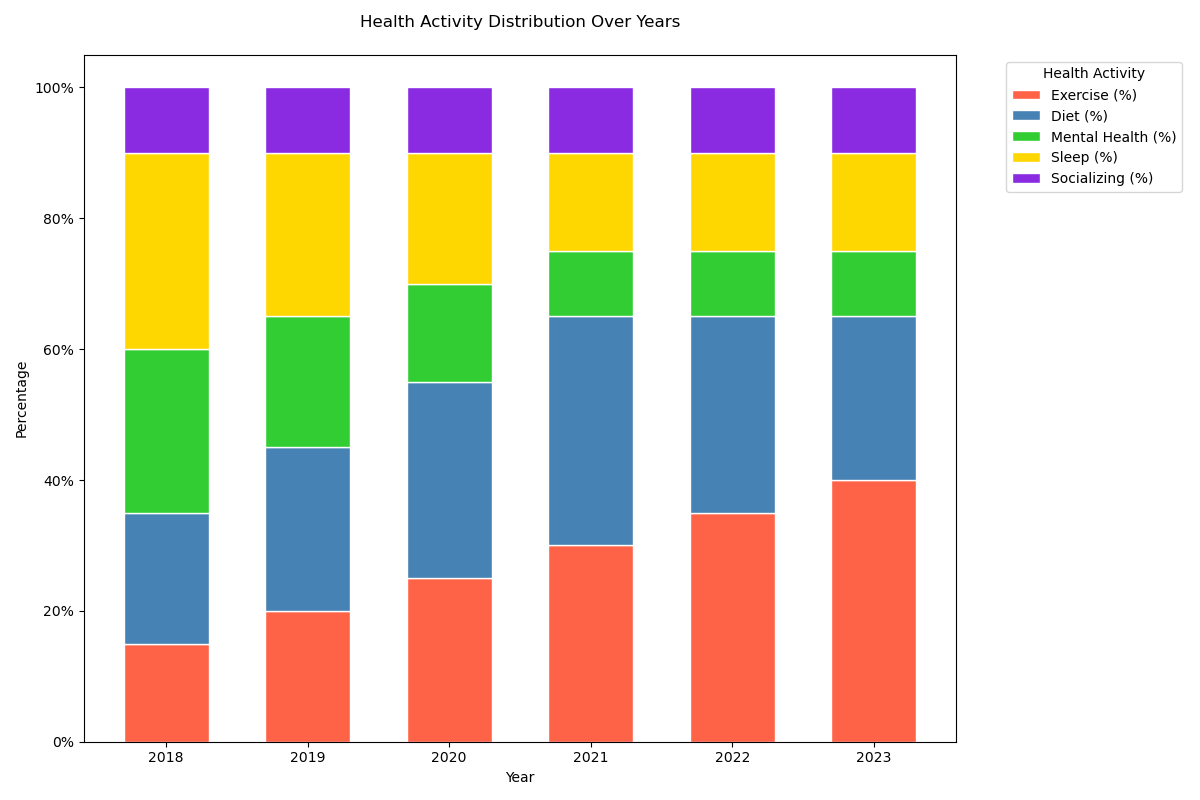 Health Activity Distribution Over Years
Health Activity
Exercise (%)
Diet (%)
Mental Health (%)
Sleep (%)
Socializing (%)
Percentage
100%
80%
60%
40%
20%
0%
2018 2019 2020 2021 2022 2023
Year